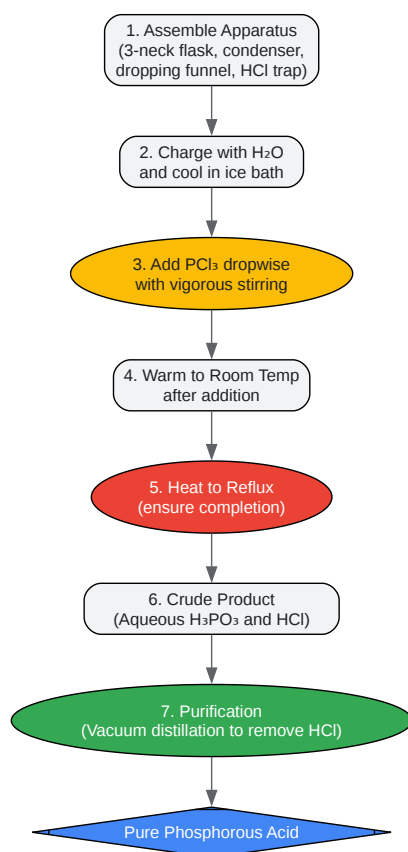 1. Assemble Apparatus
(3-neck flask, condenser,
dropping funnel, HCl trap)
2. Charge with H₂O
and cool in ice bath
3. Add PCl₃ dropwise
with vigorous stirring
4. Warm to Room Temp
after addition
5. Heat to Reflux
(ensure completion)
6. Crude Product
(Aqueous H₃PO₃ and HCl)
7. Purification
(Vacuum distillation to remove HCl)
Pure Phosphorous Acid